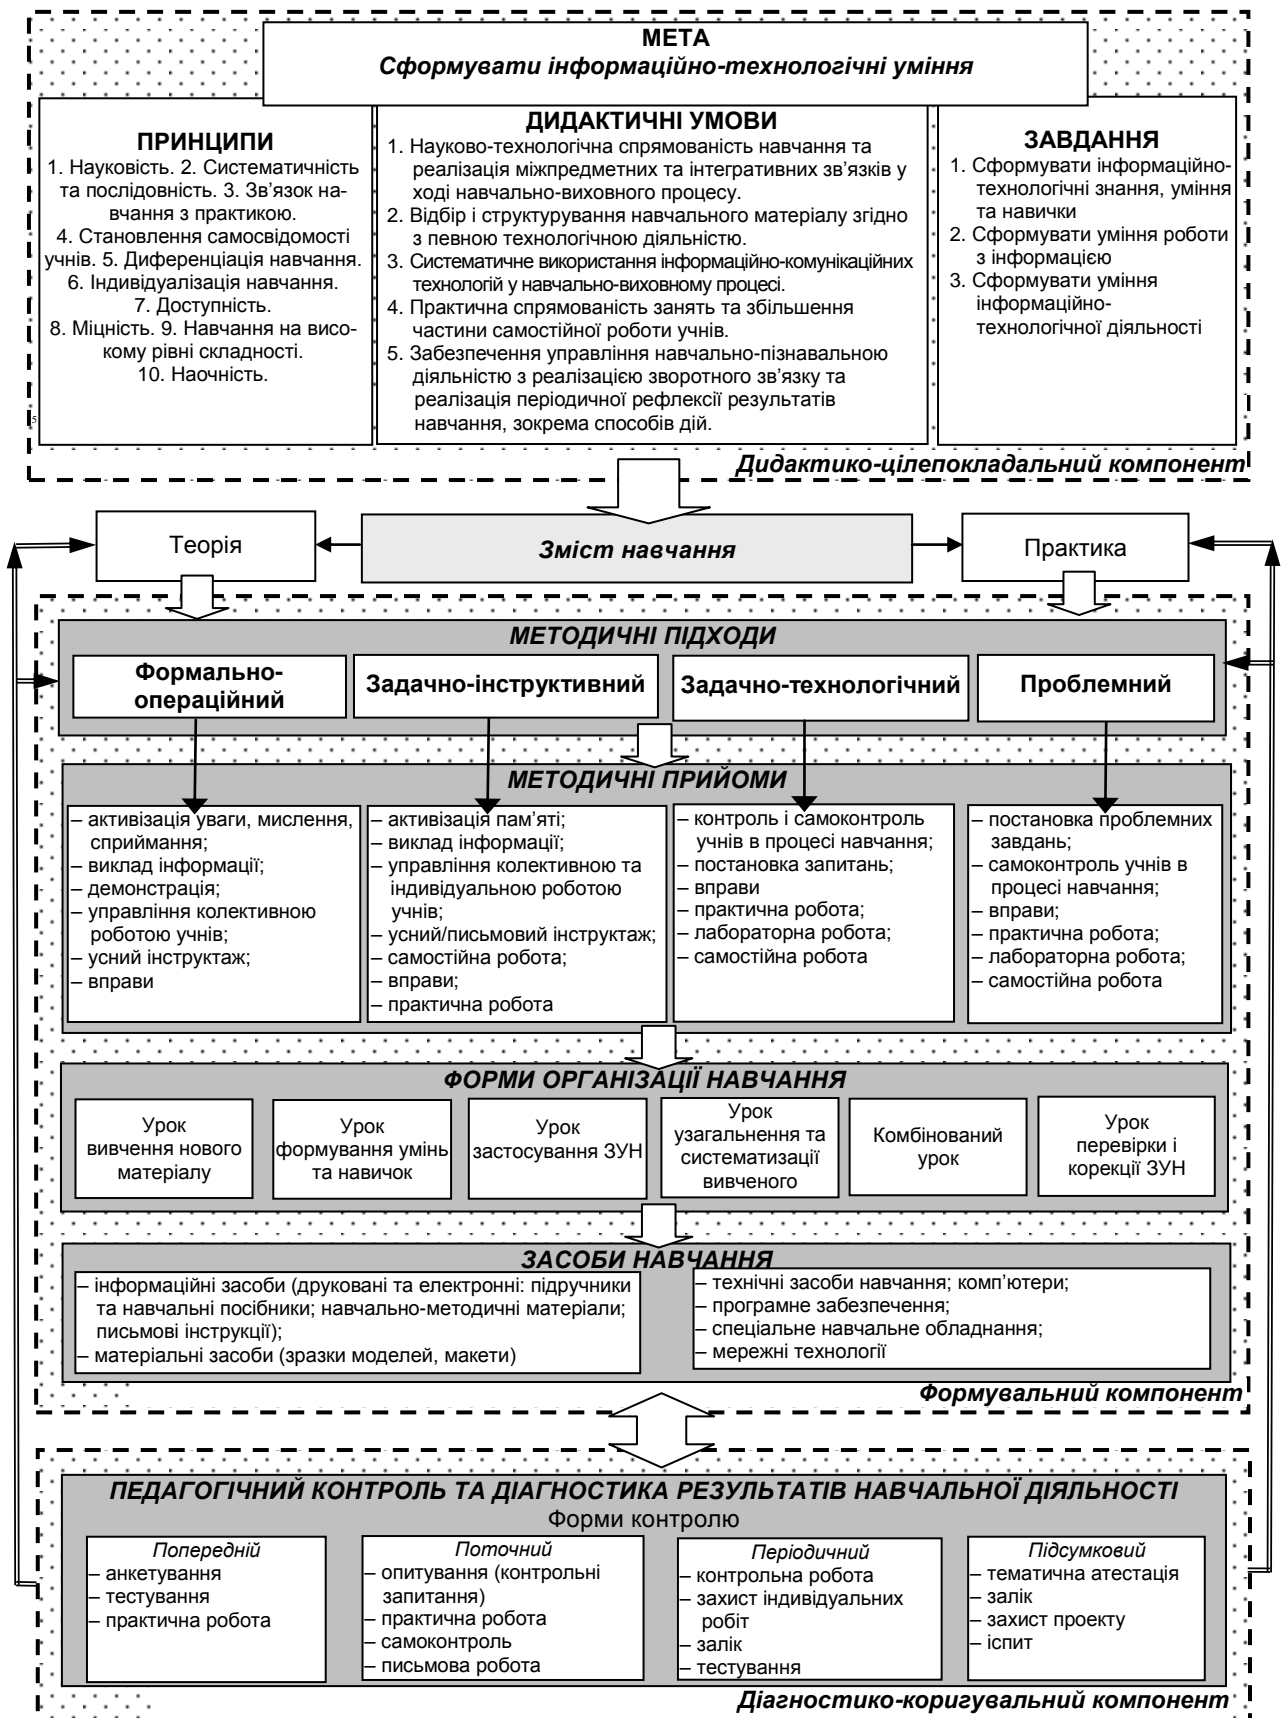 МЕТА
Сформувати інформаційно-технологічні уміння
ПРИНЦИПИ
1. Науковість. 2. Систематичність
та послідовність. 3. Зв’язок на-
вчання з практикою.
4. Становлення самосвідомості
учнів. 5. Диференціація навчання.
6. Індивідуалізація навчання.
7. Доступність.
8. Міцність. 9. Навчання на висо-
кому рівні складності.
10. Наочність.
ДИДАКТИЧНІ УМОВИ
1. Науково-технологічна спрямованість навчання та
реалізація міжпредметних та інтегративних зв’язків у
ході навчально-виховного процесу.
2. Відбір і структурування навчального матеріалу згідно
з певною технологічною діяльністю.
3. Систематичне використання інформаційно-комунікаційних
технологій у навчально-виховному процесі.
4. Практична спрямованість занять та збільшення
частини самостійної роботи учнів.
5. Забезпечення управління навчально-пізнавальною
діяльністю з реалізацією зворотного зв’язку та
реалізація періодичної рефлексії результатів
навчання, зокрема способів дій.
ЗАВДАННЯ
1. Сформувати інформаційно-
технологічні знання, уміння
та навички
2. Сформувати уміння роботи
з інформацією
3. Сформувати уміння
інформаційно-
технологічної діяльності
5
Дидактико-цілепокладальний компонент
Теорія
Зміст навчання
Практика
МЕТОДИЧНІ ПІДХОДИ
Формально-
операційний
Задачно-інструктивний
Задачно-технологічний
Проблемний
МЕТОДИЧНІ ПРИЙОМИ
– активізація уваги, мислення,
сприймання;
– виклад інформації;
– демонстрація;
– управління колективною
роботою учнів;
– усний інструктаж;
– вправи
– активізація пам’яті;
– виклад інформації;
– управління колективною та
індивідуальною роботою
учнів;
– усний/письмовий інструктаж;
– самостійна робота;
– вправи;
– практична робота
– контроль і самоконтроль
учнів в процесі навчання;
– постановка запитань;
– вправи
– практична робота;
– лабораторна робота;
– самостійна робота
– постановка проблемних
завдань;
– самоконтроль учнів в
процесі навчання;
– вправи;
– практична робота;
– лабораторна робота;
– самостійна робота
ФОРМИ ОРГАНІЗАЦІЇ НАВЧАННЯ
Урок
вивчення нового
матеріалу
Урок
формування умінь
та навичок
Урок
застосування ЗУН
Урок
узагальнення та
систематизації
вивченого
Комбінований
урок
Урок
перевірки і
корекції ЗУН
ЗАСОБИ НАВЧАННЯ
– інформаційні засоби (друковані та електронні: підручники
та навчальні посібники; навчально-методичні матеріали;
письмові інструкції);
– матеріальні засоби (зразки моделей, макети)
– технічні засоби навчання; комп’ютери;
– програмне забезпечення;
– спеціальне навчальне обладнання;
– мережні технології
Формувальний компонент
ПЕДАГОГІЧНИЙ КОНТРОЛЬ ТА ДІАГНОСТИКА РЕЗУЛЬТАТІВ НАВЧАЛЬНОЇ ДІЯЛЬНОСТІ
Форми контролю
Попередній
– анкетування
– тестування
– практична робота
Поточний
– опитування (контрольні
запитання)
– практична робота
– самоконтроль
– письмова робота
Періодичний
– контрольна робота
– захист індивідуальних
робіт
– залік
– тестування
Підсумковий
– тематична атестація
– залік
– захист проекту
– іспит
Діагностико-коригувальний компонент